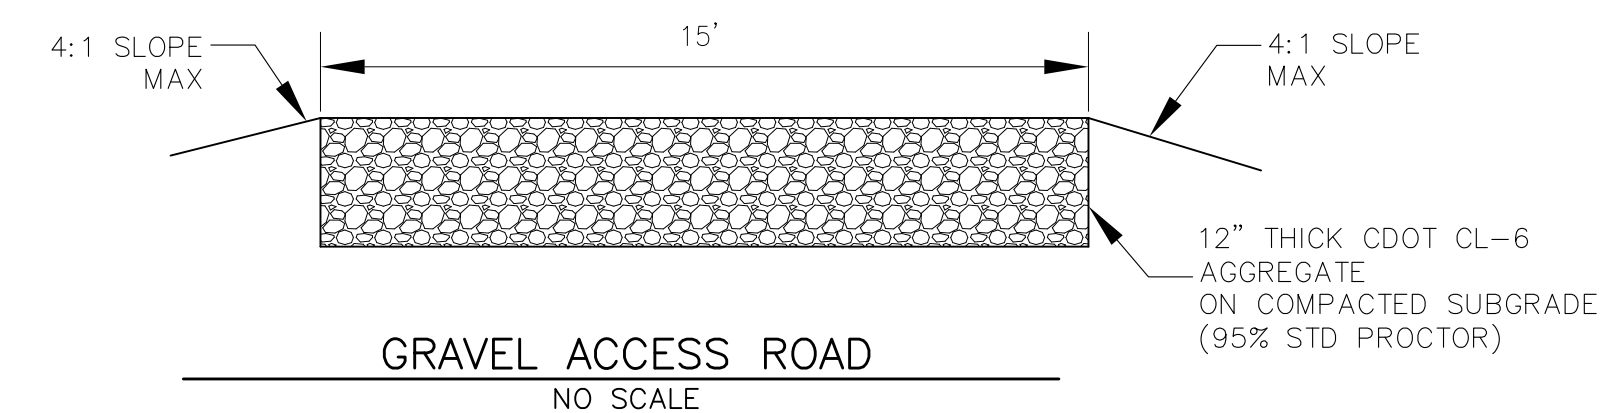 15'
4:1 SLOPE
MAX
4:1 SLOPE
MAX
12" THICK CDOT CL-6
AGGREGATE
ON COMPACTED SUBGRADE
(95% STD PROCTOR)
GRAVEL ACCESS ROAD
NO SCALE